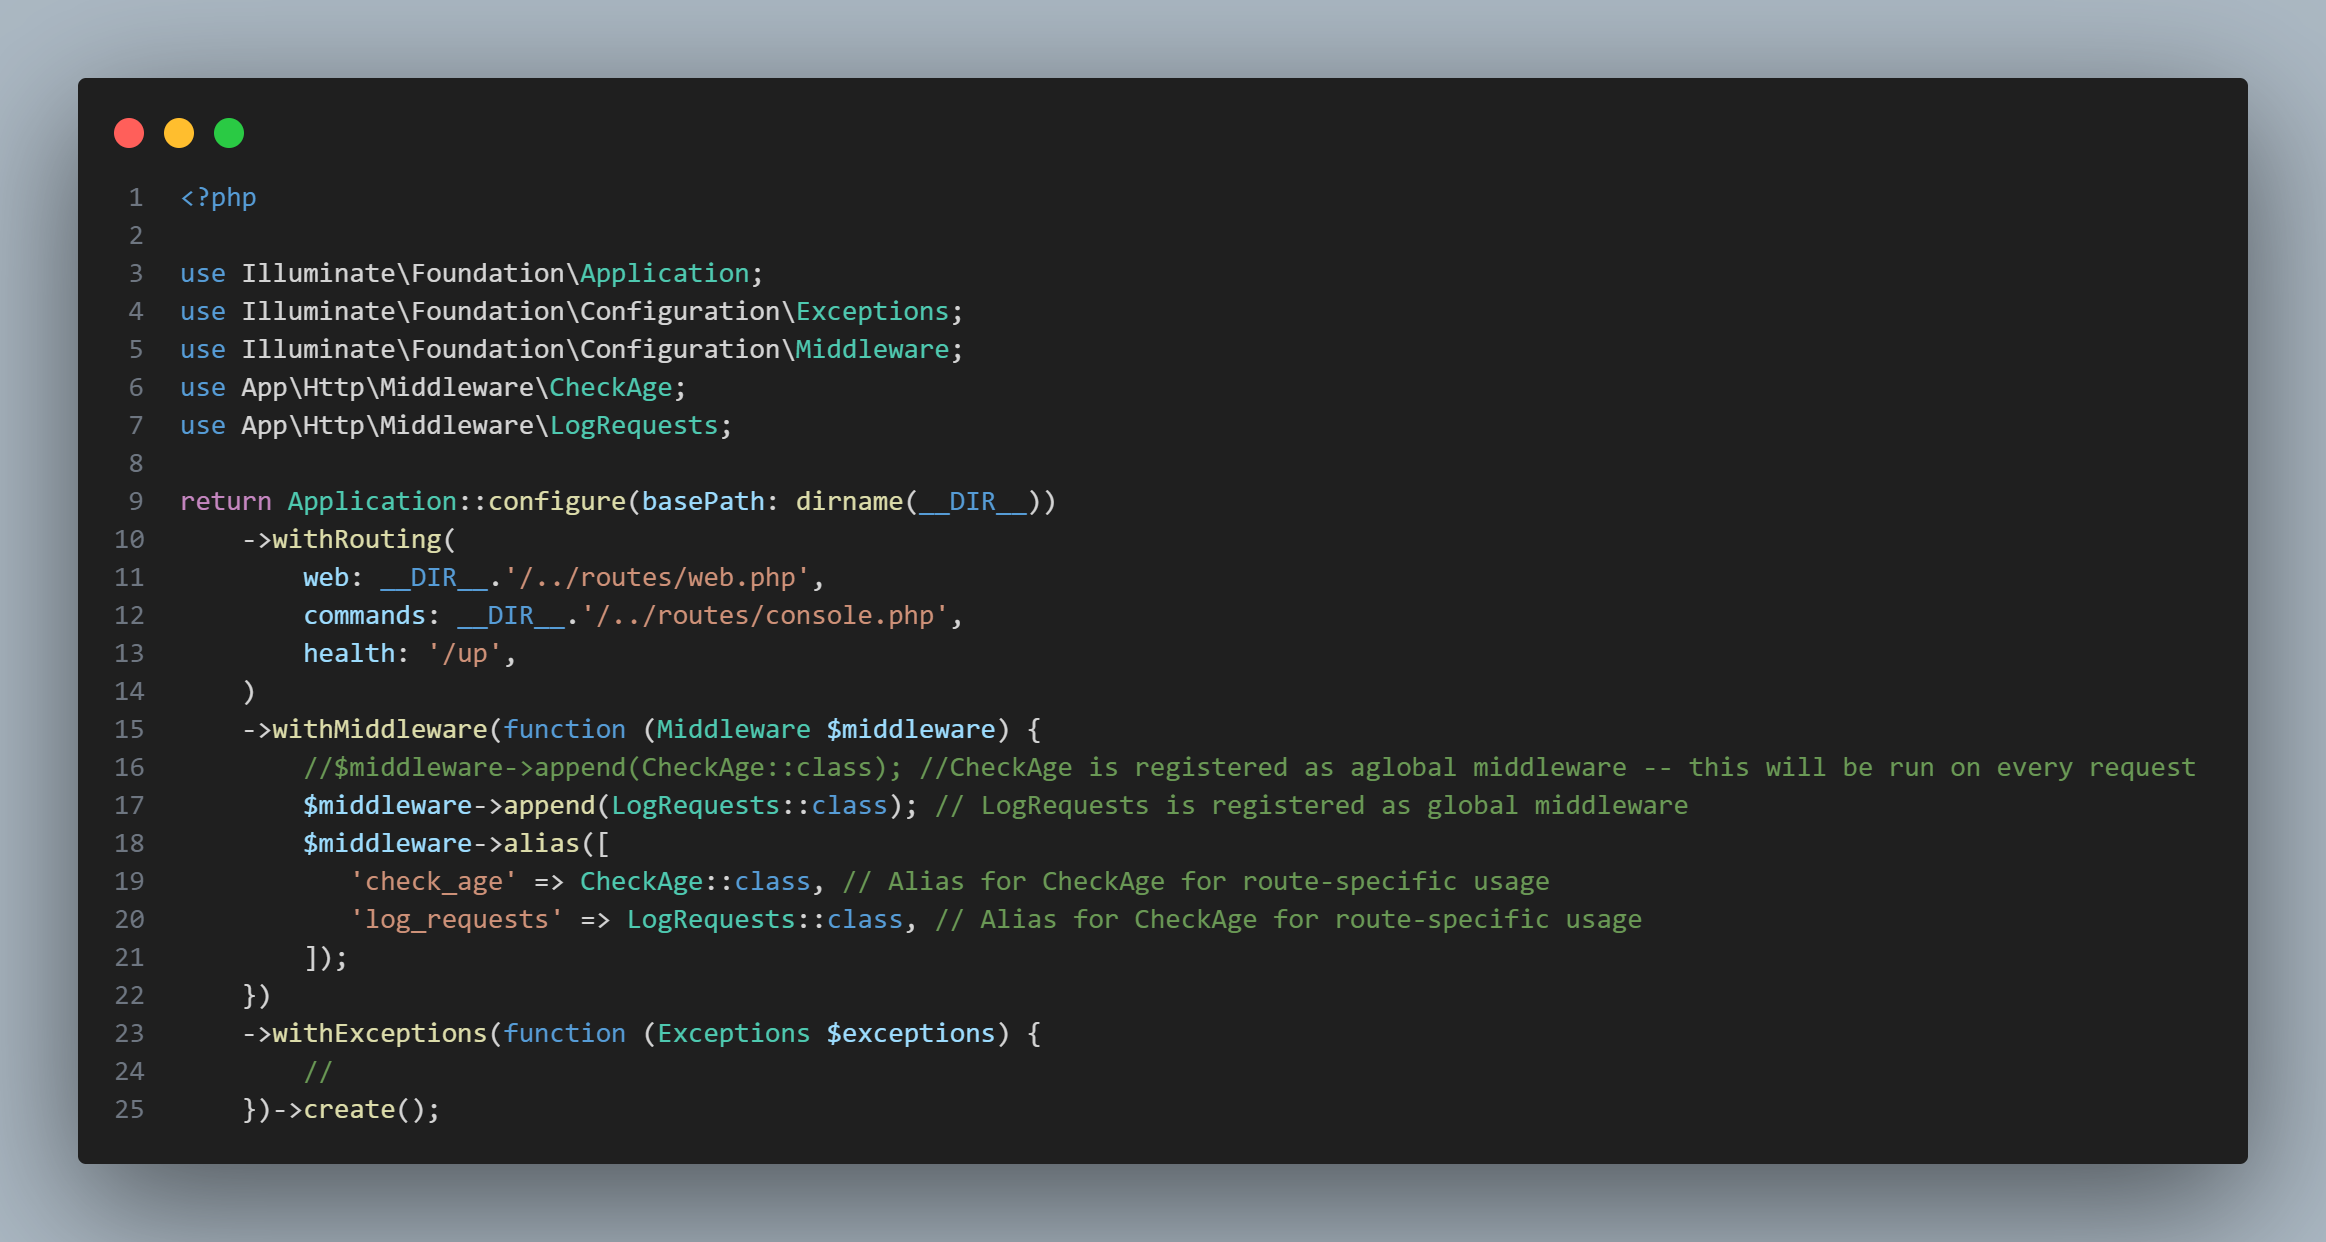 1 <?php
2
3 use Illuminate\Foundation\Application;
4 use Illuminate\Foundation\Configuration\Exceptions;
5 use Illuminate\Foundation\Configuration\Middleware;
6 use App\Http\Middleware\CheckAge;
7 use App\Http\Middleware\LogRequests;
8
9 return Application::configure(basePath: dirname(__DIR__))
10     ->withRouting(
11         web: __DIR__.'/../routes/web.php',
12         commands: __DIR__.'/../routes/console.php',
13         health: '/up',
14     )
15     ->withMiddleware(function (Middleware $middleware) {
16         //$middleware->append(CheckAge::class); //CheckAge is registered as aglobal middleware -- this will be run on every request
17         $middleware->append(LogRequests::class); // LogRequests is registered as global middleware
18         $middleware->alias([
19            'check_age' => CheckAge::class, // Alias for CheckAge for route-specific usage
20            'log_requests' => LogRequests::class, // Alias for CheckAge for route-specific usage
21         ]);
22     })
23     ->withExceptions(function (Exceptions $exceptions) {
24         //
25     })->create();